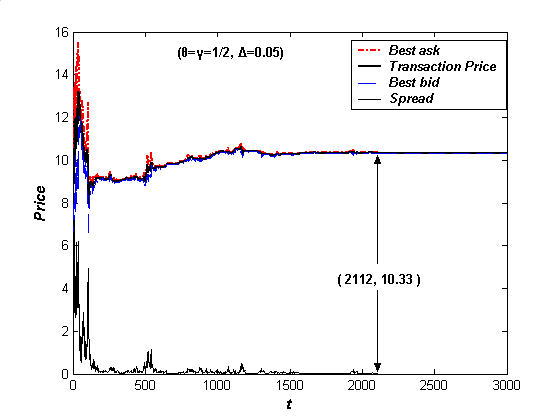 (θ=γ=1/2, Δ=0.05)
Best ask
Transaction Price
Best bid
Spread
16
14
12
10
8
6
4
2
0
Price
( 2112, 10.33 )
0 500 1000 1500 2000 2500 3000
t